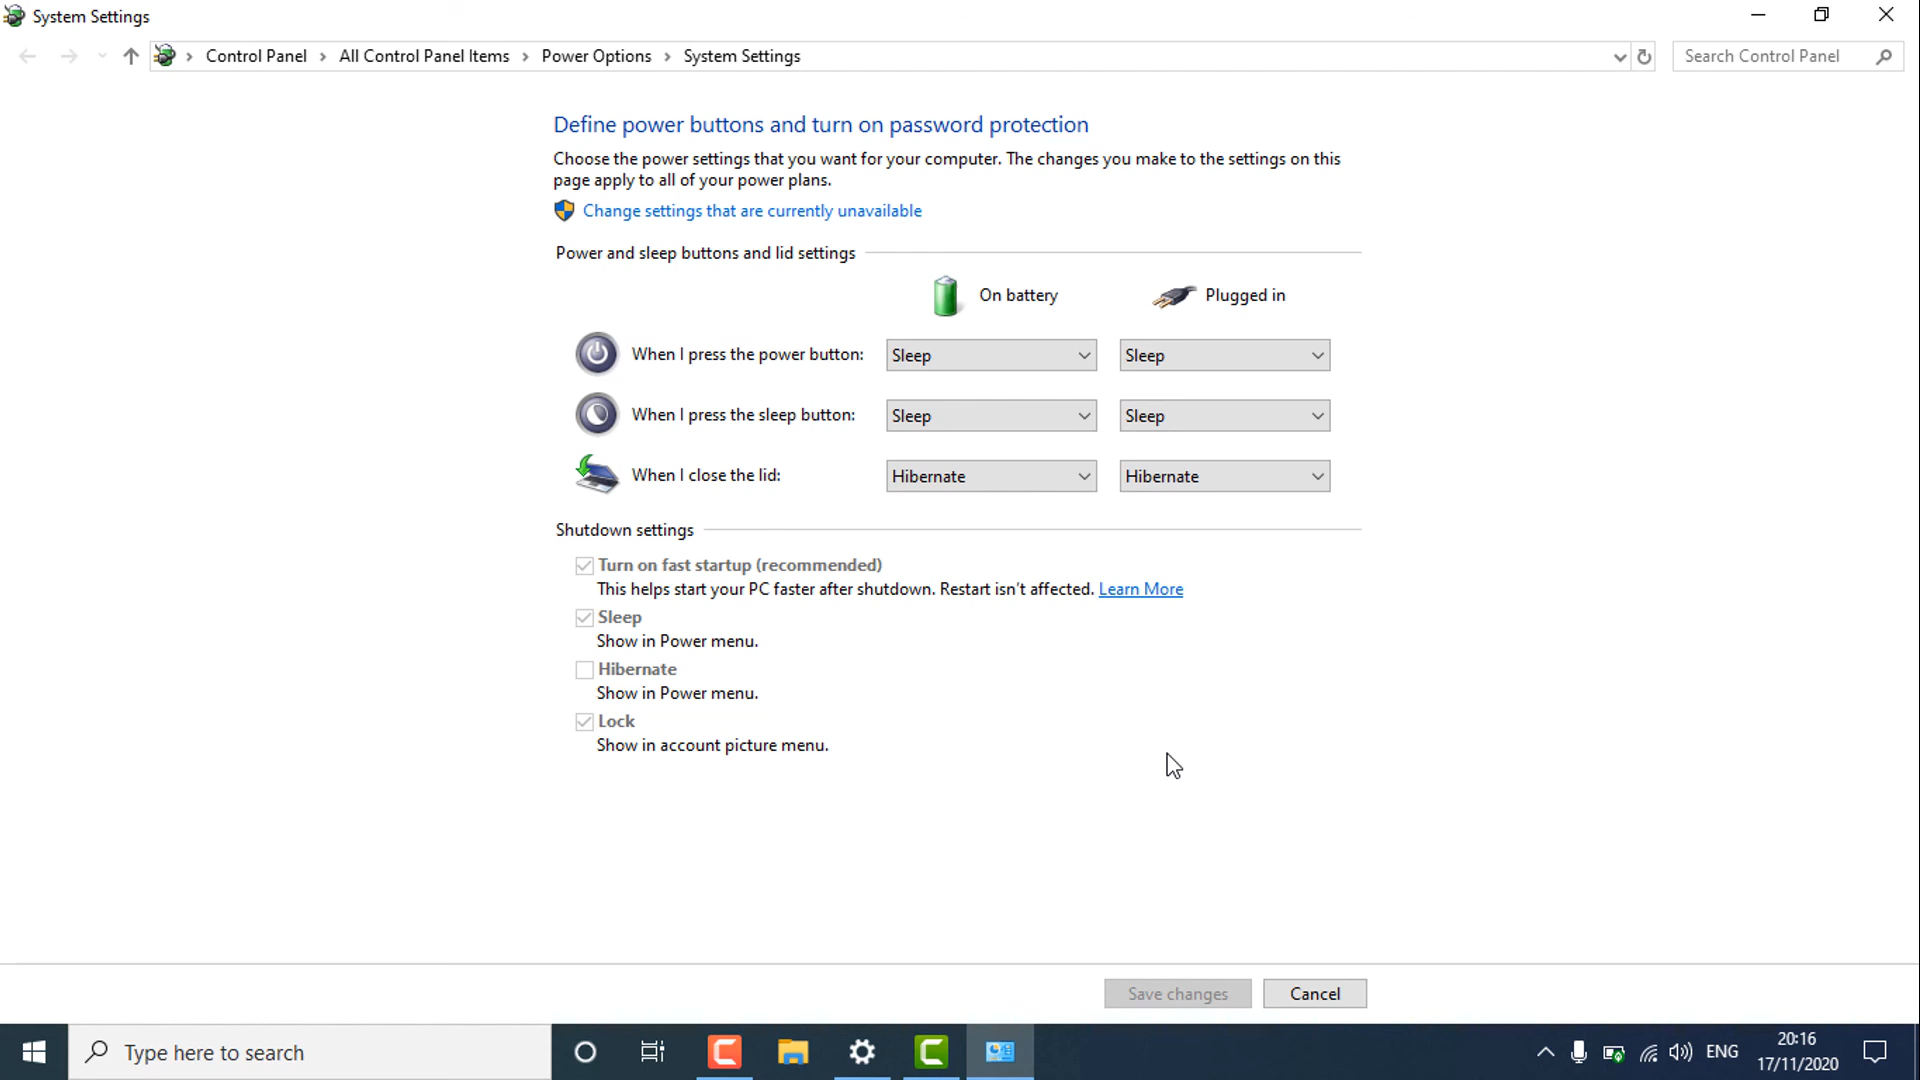 System Settings
Control Panel › All Control Panel Items › Power Options › System Settings
Search Control Panel
Define power buttons and turn on password protection
Choose the power settings that you want for your computer. The changes you make to the settings on this
page apply to all of your power plans.
Change settings that are currently unavailable
Power and sleep buttons and lid settings
On battery
Plugged in
When I press the power button: Sleep Sleep
When I press the sleep button: Sleep Sleep
When I close the lid: Hibernate Hibernate
Shutdown settings
Turn on fast startup (recommended)
This helps start your PC faster after shutdown. Restart isn't affected. Learn More
Sleep
Show in Power menu.
Hibernate
Show in Power menu.
Lock
Show in account picture menu.
Save changes Cancel
Type here to search
ENG
20:16
17/11/2020